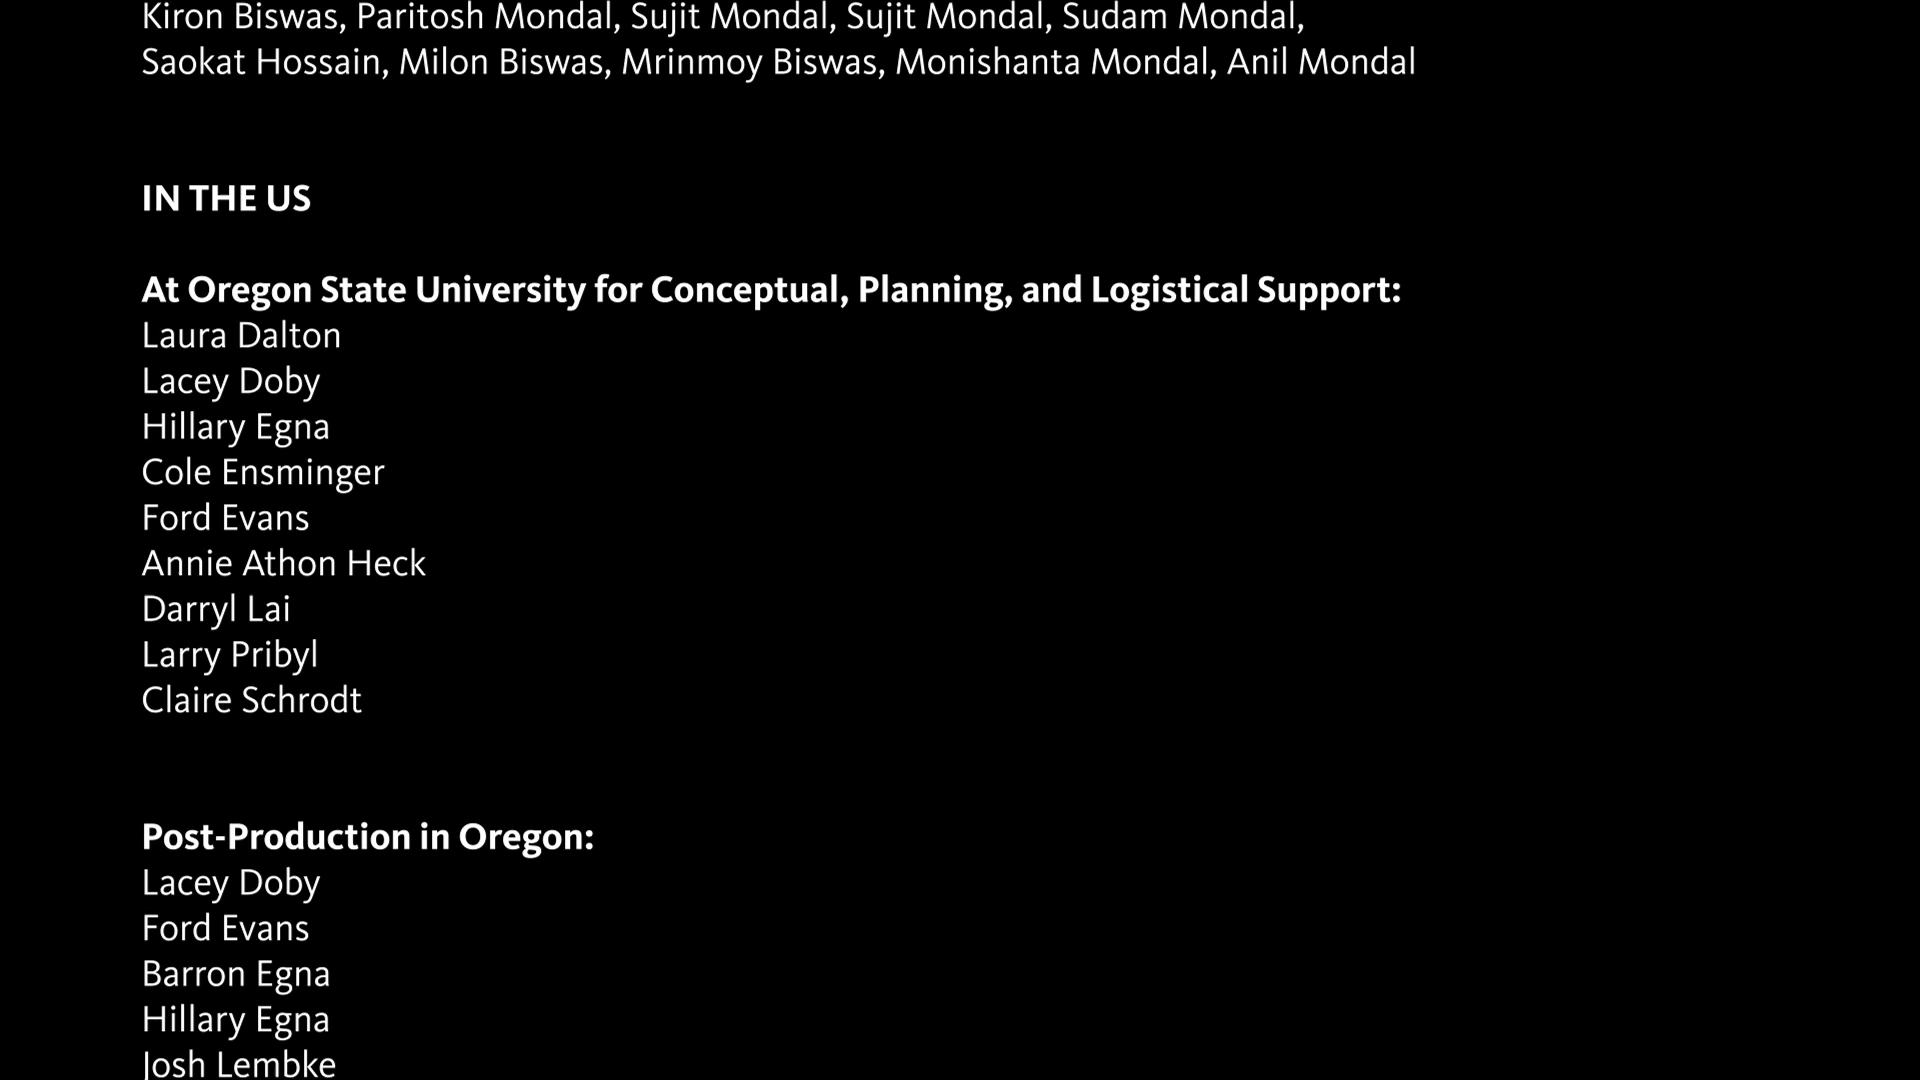 Kiron Biswas, Paritosh Mondal, Sujit Mondal, Sujit Mondal, Sudam Mondal,
Saokat Hossain, Milon Biswas, Mrinmoy Biswas, Monishanta Mondal, Anil Mondal
IN THE US
At Oregon State University for Conceptual, Planning, and Logistical Support:
Laura Dalton
Lacey Doby
Hillary Egna
Cole Ensminger
Ford Evans
Annie Athon Heck
Darryl Lai
Larry Pribyl
Claire Schrodt
Post-Production in Oregon:
Lacey Doby
Ford Evans
Barron Egna
Hillary Egna
Josh Lembke